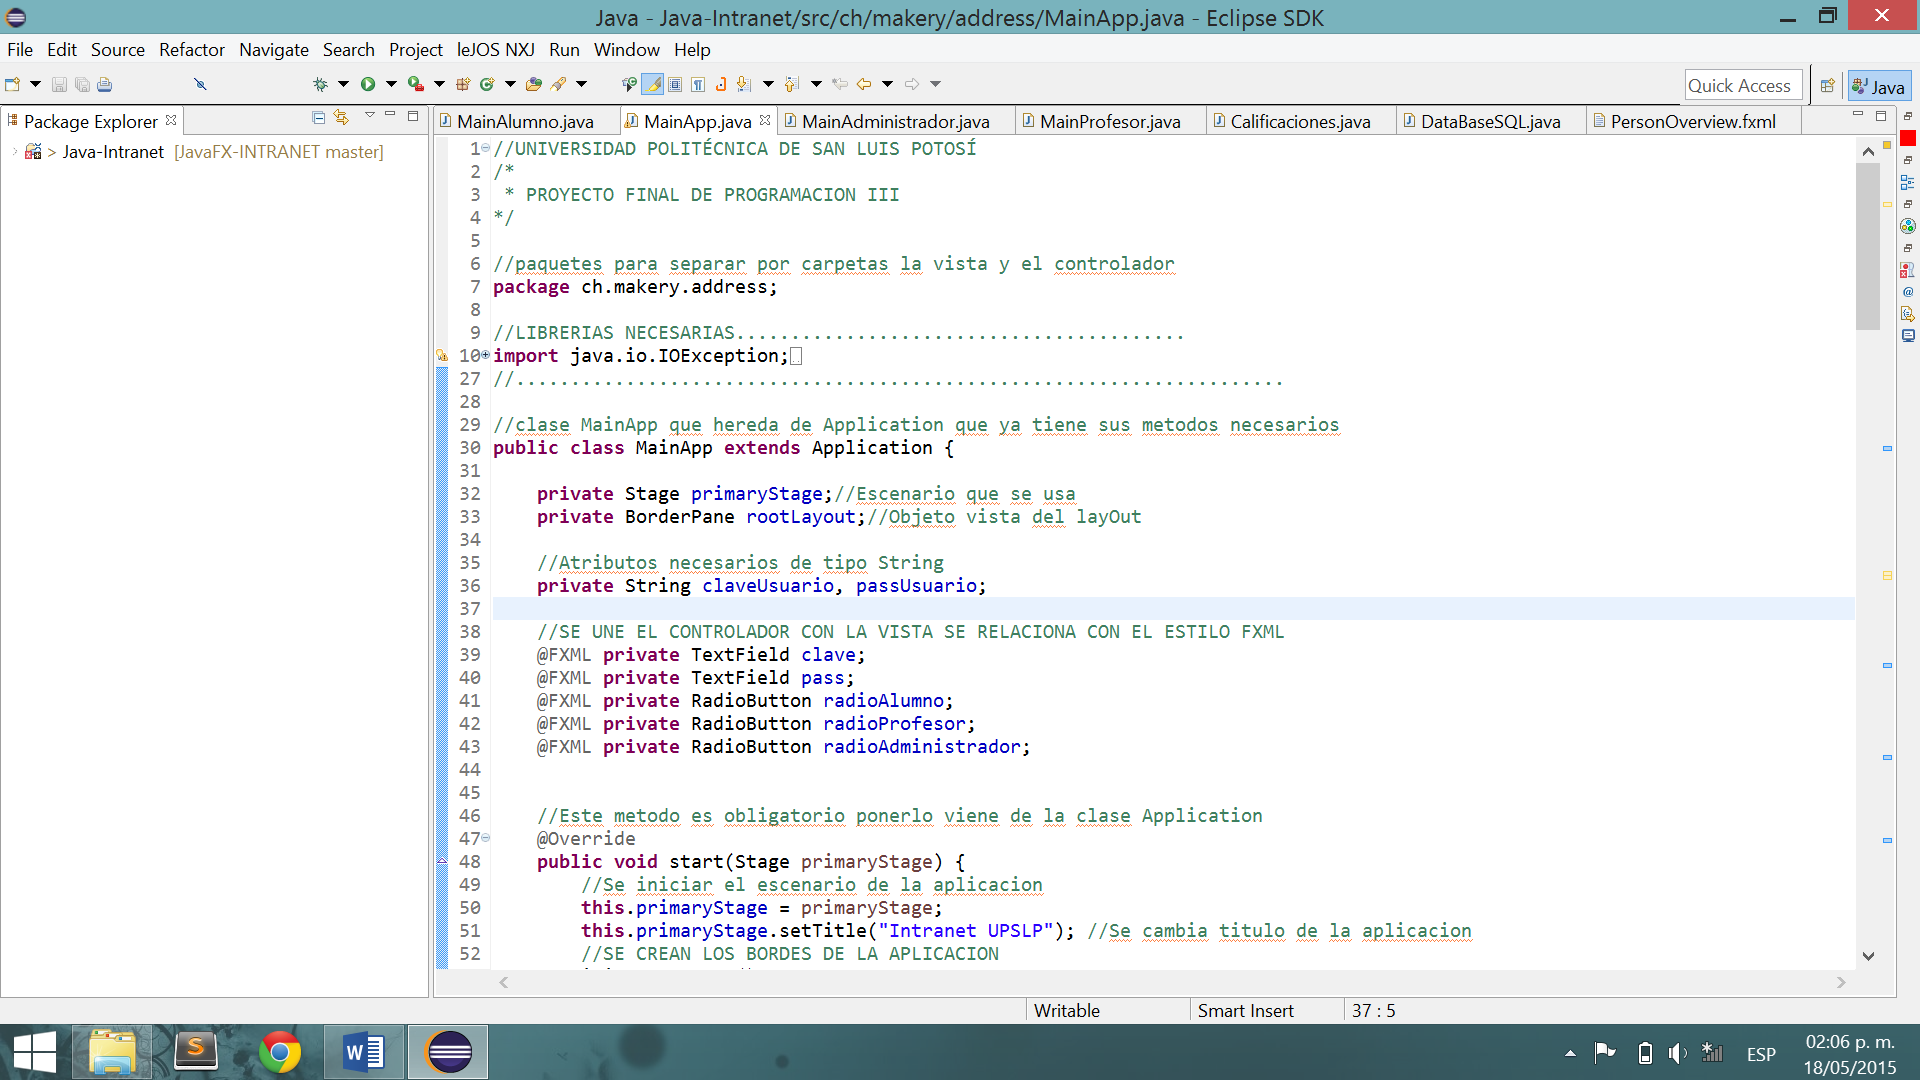 Java - Java-Intranet/src/ch/makery/address/MainApp.java - Eclipse SDK
File Edit Source Refactor Navigate Search Project leJOS NXJ Run Window Help
Quick Access
Java
Package Explorer
MainAlumno.java
MainApp.java
MainAdministrador.java
MainProfesor.java
Calificaciones.java
DataBaseSQL.java
PersonOverview.fxml
> Java-Intranet [JavaFX-INTRANET master]
1 //UNIVERSIDAD POLITÉCNICA DE SAN LUIS POTOSÍ
2 /*
3  * PROYECTO FINAL DE PROGRAMACION III
4 */
5
6 //paquetes para separar por carpetas la vista y el controlador
7 package ch.makery.address;
8
9 //LIBRERIAS NECESARIAS.........................................
10 import java.io.IOException;
27 //......................................................................
28
29 //clase MainApp que hereda de Application que ya tiene sus metodos necesarios
30 public class MainApp extends Application {
31
32     private Stage primaryStage;//Escenario que se usa
33     private BorderPane rootLayout;//Objeto vista del layOut
34
35     //Atributos necesarios de tipo String
36     private String claveUsuario, passUsuario;
37
38     //SE UNE EL CONTROLADOR CON LA VISTA SE RELACIONA CON EL ESTILO FXML
39     @FXML private TextField clave;
40     @FXML private TextField pass;
41     @FXML private RadioButton radioAlumno;
42     @FXML private RadioButton radioProfesor;
43     @FXML private RadioButton radioAdministrador;
44
45
46     //Este metodo es obligatorio ponerlo viene de la clase Application
47     @Override
48     public void start(Stage primaryStage) {
49         //Se iniciar el escenario de la aplicacion
50         this.primaryStage = primaryStage;
51         this.primaryStage.setTitle("Intranet UPSLP"); //Se cambia titulo de la aplicacion
52         //SE CREAN LOS BORDES DE LA APLICACION
Writable
Smart Insert
37 : 5
ESP
02:06 p. m.
18/05/2015